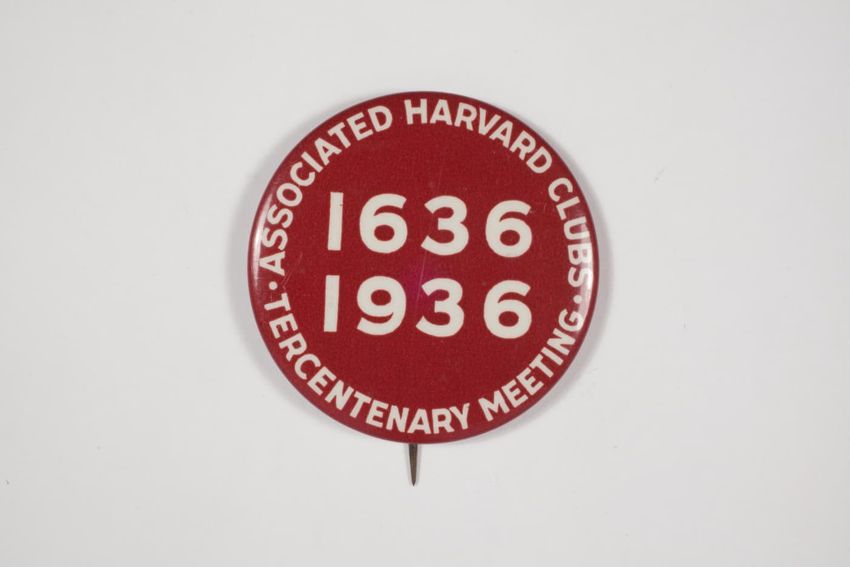 ASSOCIATED HARVARD CLUBS
1636
1936
• TERCENTENARY MEETING •